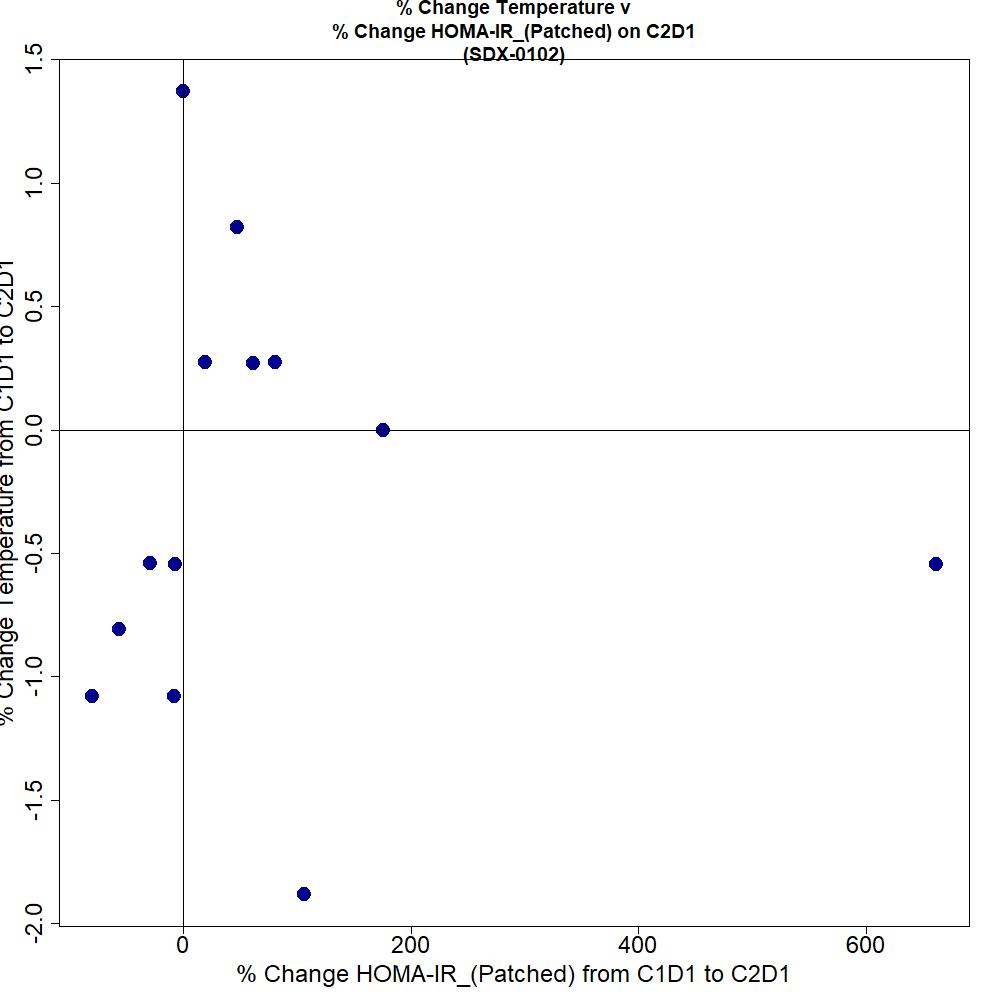 % Change Temperature v
% Change HOMA-IR_(Patched) on C2D1
(SDX-0102)
% Change Temperature from C1D1 to C2D1
1.5
1.0
0.5
0.0
-0.5
-1.0
-1.5
-2.0
0
200
400
600
% Change HOMA-IR_(Patched) from C1D1 to C2D1